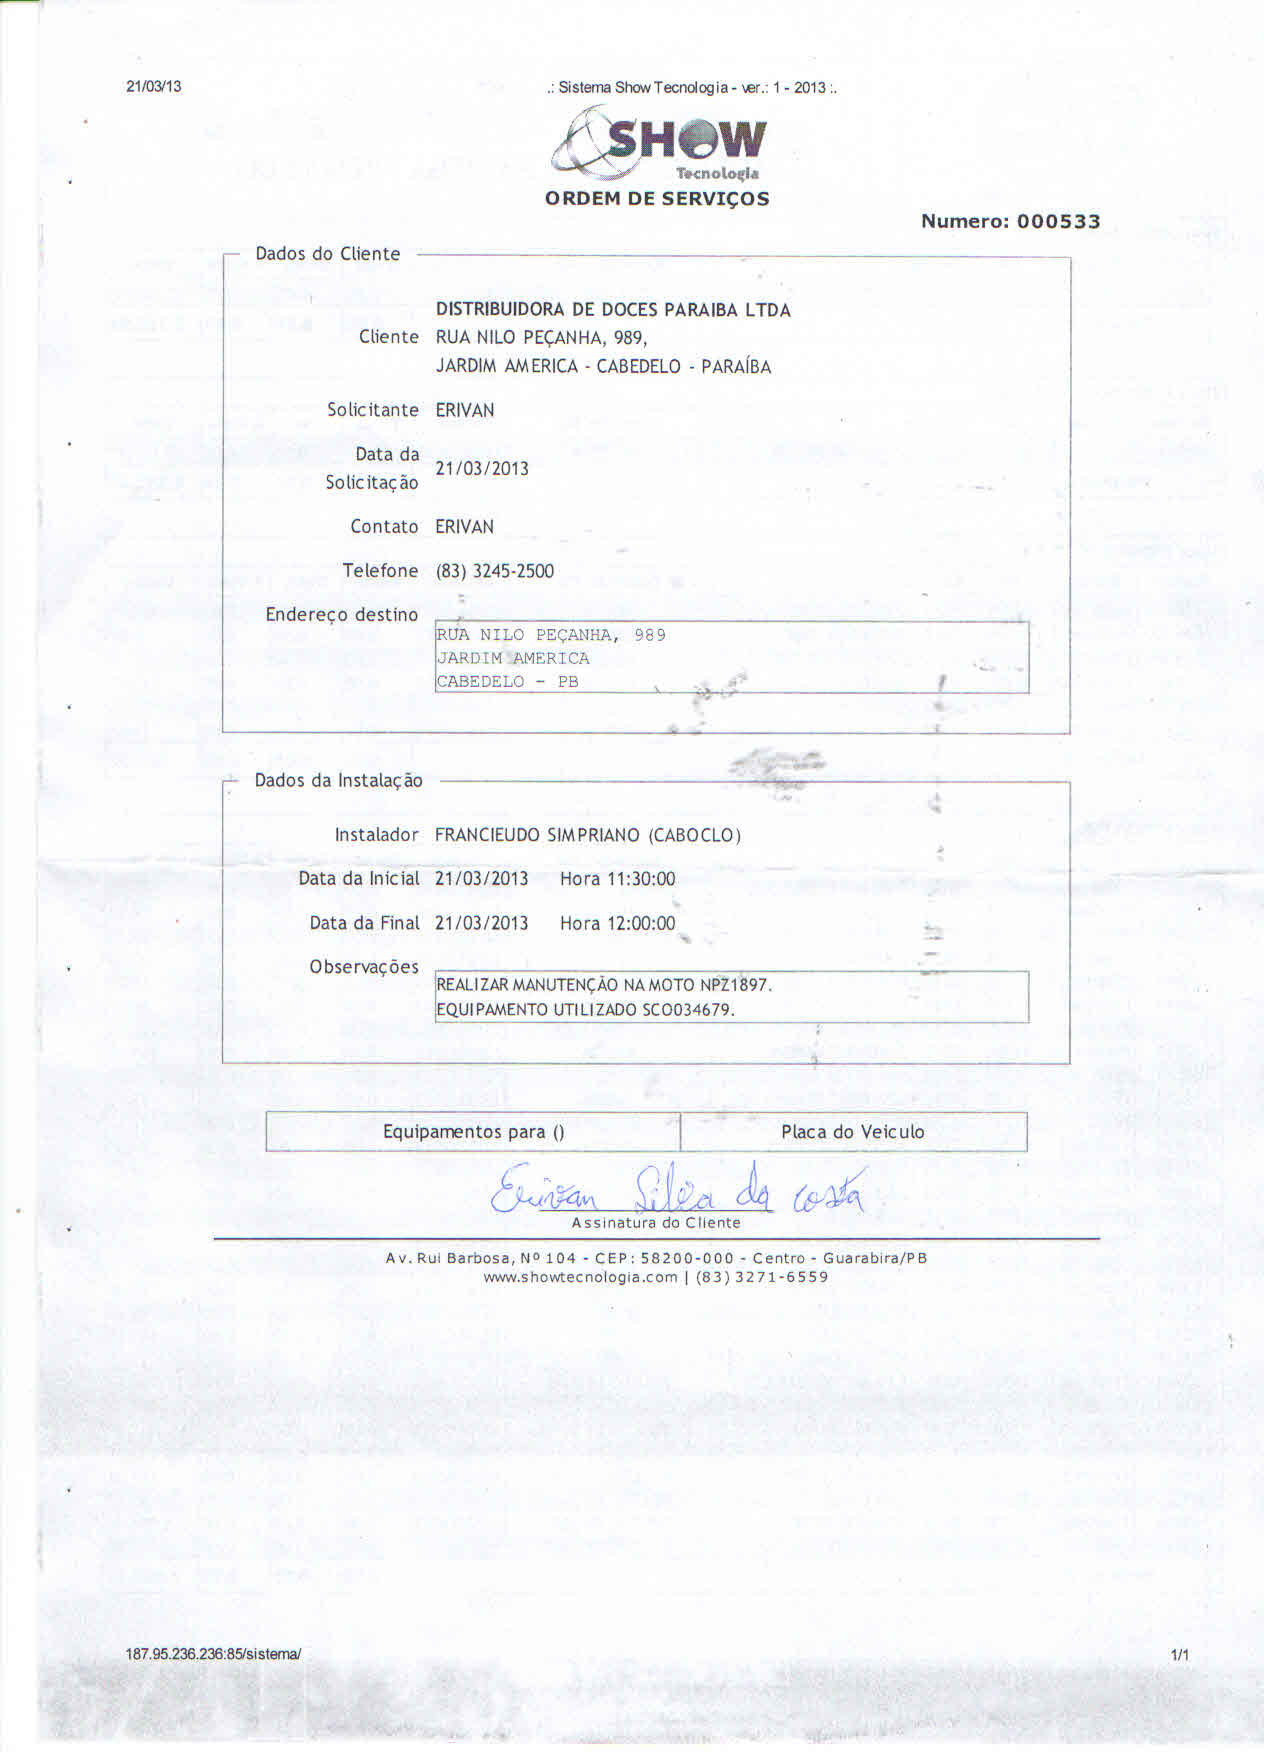 21/03/13
.: Sistema Show Tecnologia - ver.: 1 - 2013 :.
SHOW
Tecnologia
ORDEM DE SERVIÇOS
Numero: 000533
Dados do Cliente
DISTRIBUIDORA DE DOCES PARAIBA LTDA
Cliente RUA NILO PEÇANHA, 989,
JARDIM AMERICA - CABEDELO - PARAÍBA
Solicitante ERIVAN
Data da
Solicitação 21/03/2013
Contato ERIVAN
Telefone (83) 3245-2500
Endereço destino
RUA NILO PEÇANHA, 989
JARDIM AMERICA
CABEDELO - PB
Dados da Instalação
Instalador FRANCIEUDO SIMPRIANO (CABOCLO)
Data da Inicial 21/03/2013 Hora 11:30:00
Data da Final 21/03/2013 Hora 12:00:00
Observações
REALIZAR MANUTENÇÃO NA MOTO NPZ1897.
EQUIPAMENTO UTILIZADO SCO034679.
Equipamentos para () Placa do Veiculo
Erivan Silva da costa
Assinatura do Cliente
Av. Rui Barbosa, Nº 104 - CEP: 58200-000 - Centro - Guarabira/PB
www.showtecnologia.com | (83) 3271-6559
187.95.236.236:85/sistema/ 1/1